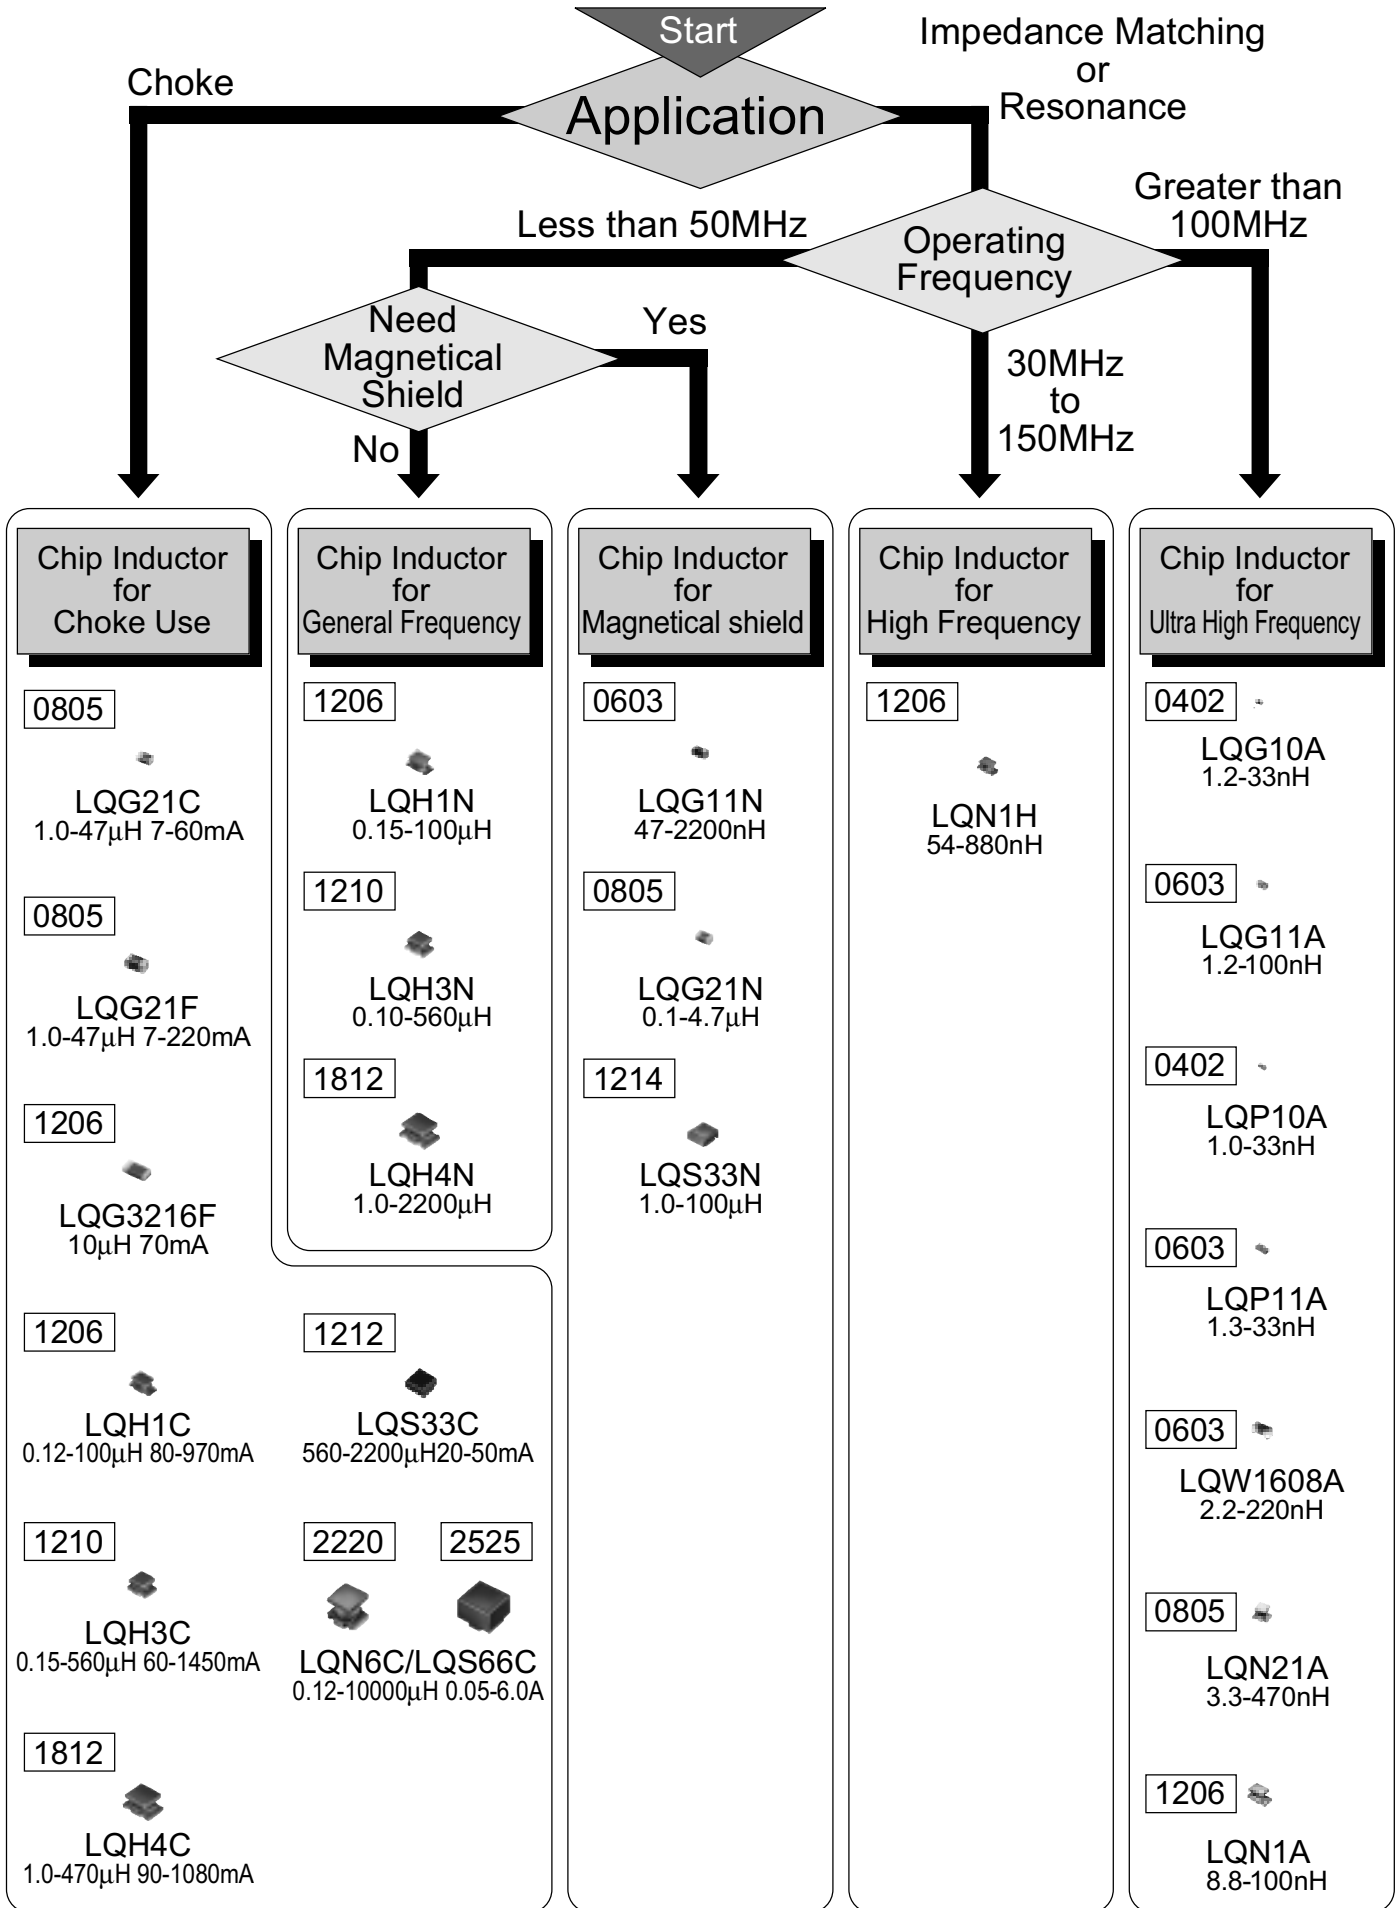 Start
Application
Choke
Impedance Matching
or
Resonance
Less than 50MHz
Operating
Frequency
Greater than
100MHz
Need
Magnetical
Shield
Yes
No
30MHz
to
150MHz
Chip Inductor
for
Choke Use
0805
LQG21C
1.0-47μH 7-60mA
0805
LQG21F
1.0-47μH 7-220mA
1206
LQG3216F
10μH 70mA
1206
LQH1C
0.12-100μH 80-970mA
1210
LQH3C
0.15-560μH 60-1450mA
1812
LQH4C
1.0-470μH 90-1080mA
1212
LQS33C
560-2200μH20-50mA
2220 2525
LQN6C/LQS66C
0.12-10000μH 0.05-6.0A
Chip Inductor
for
General Frequency
1206
LQH1N
0.15-100μH
1210
LQH3N
0.10-560μH
1812
LQH4N
1.0-2200μH
Chip Inductor
for
Magnetical shield
0603
LQG11N
47-2200nH
0805
LQG21N
0.1-4.7μH
1214
LQS33N
1.0-100μH
Chip Inductor
for
High Frequency
1206
LQN1H
54-880nH
Chip Inductor
for
Ultra High Frequency
0402
LQG10A
1.2-33nH
0603
LQG11A
1.2-100nH
0402
LQP10A
1.0-33nH
0603
LQP11A
1.3-33nH
0603
LQW1608A
2.2-220nH
0805
LQN21A
3.3-470nH
1206
LQN1A
8.8-100nH